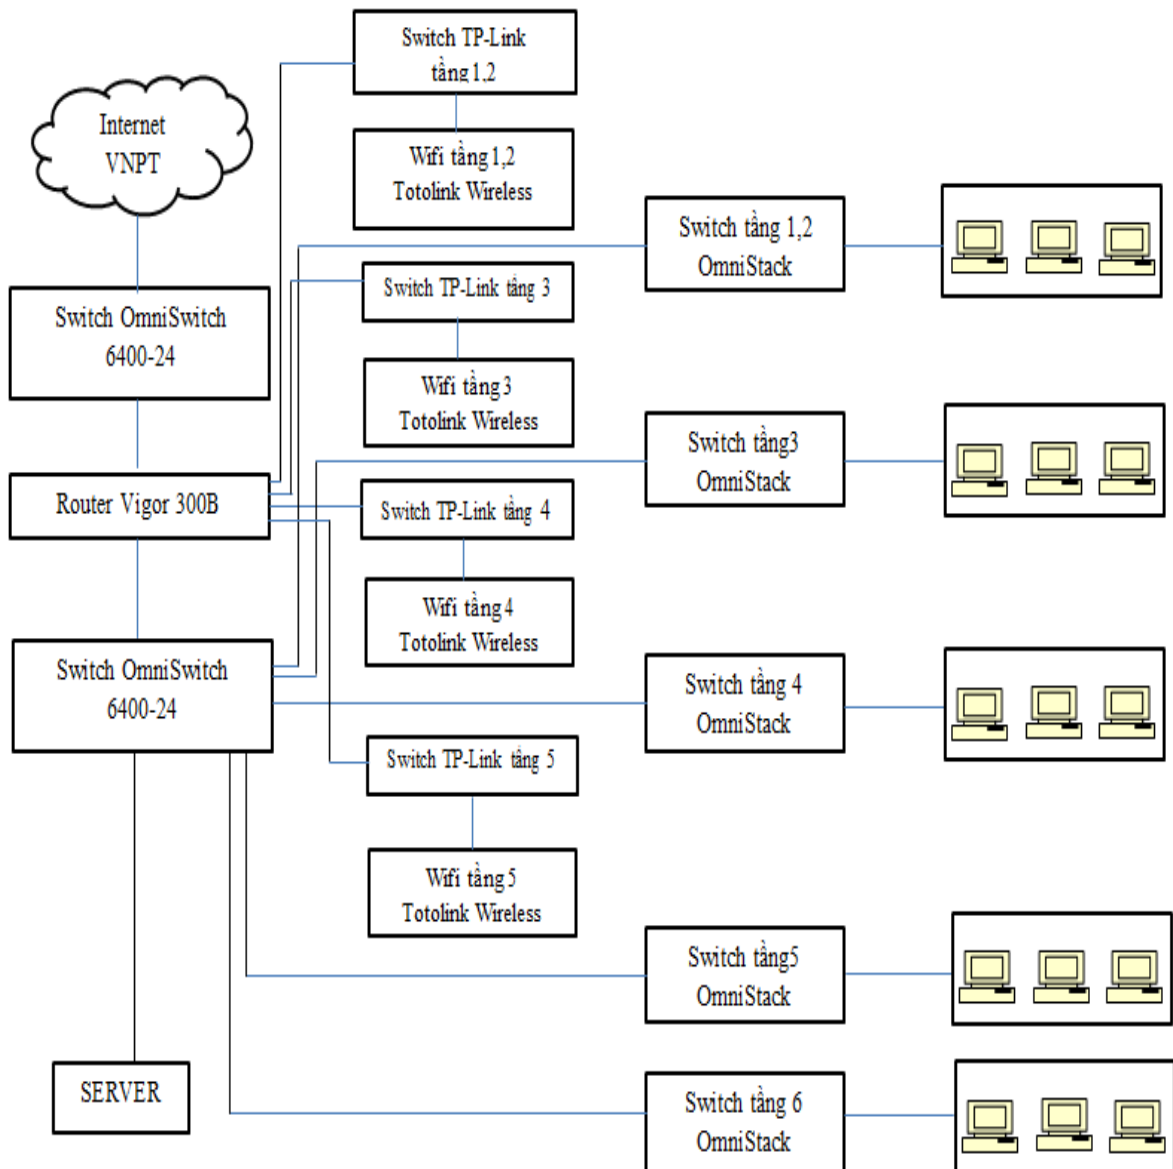 Switch TP-Link
tầng 1,2
Internet
VNPT
Wifi tầng 1,2
Totolink Wireless
Switch tầng 1,2
OmniStack
Switch TP-Link tầng 3
Switch OmniSwitch
6400-24
Wifi tầng 3
Totolink Wireless
Switch tầng3
OmniStack
Router Vigor 300B
Switch TP-Link tầng 4
Wifi tầng 4
Totolink Wireless
Switch OmniSwitch
6400-24
Switch tầng 4
OmniStack
Switch TP-Link tầng 5
Wifi tầng 5
Totolink Wireless
Switch tầng5
OmniStack
SERVER
Switch tầng 6
OmniStack